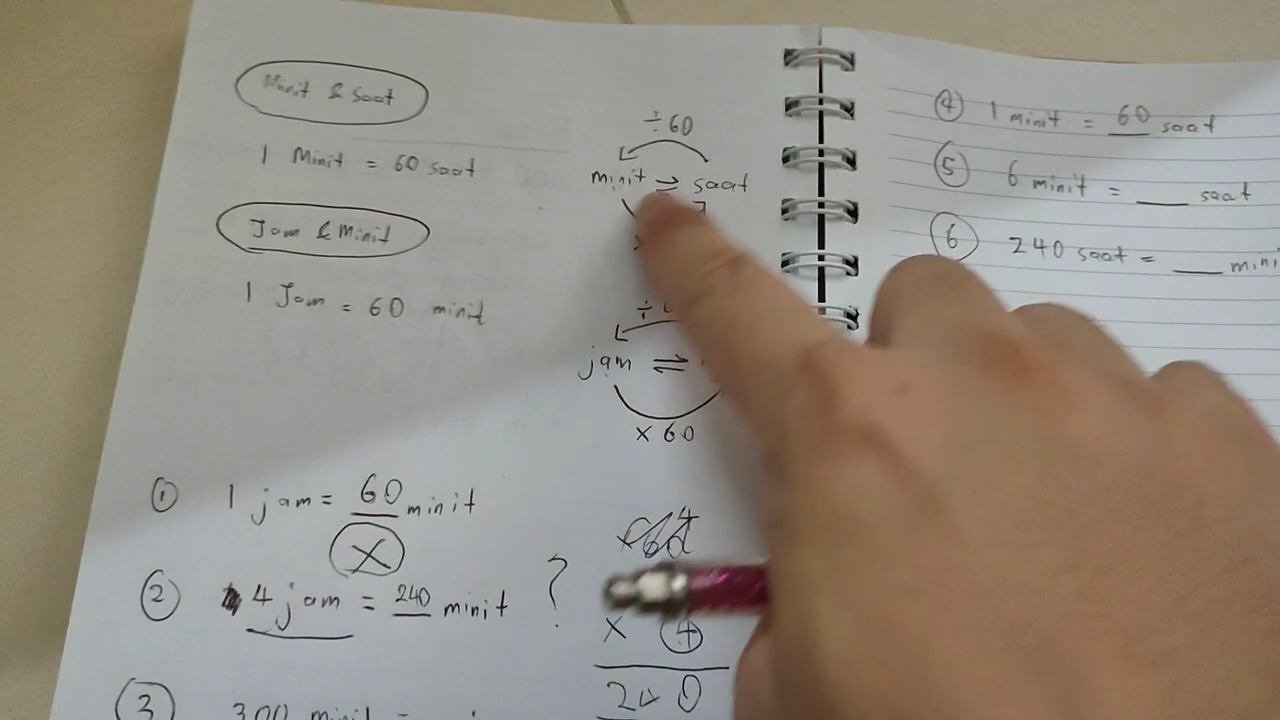 Minit & Saat
1 Minit = 60 saat
Jam & Minit
1 Jam = 60 minit
÷ 60
minit ⇌ saat
÷
jam ⇌
× 60
① 1 jam = 60 minit
X
② 4 jam = 240 minit ?
× 4
240
③ 300 minit =
④ 1 minit = 60 saat
⑤ 6 minit = ___ saat
⑥ 240 saat = ___ mini